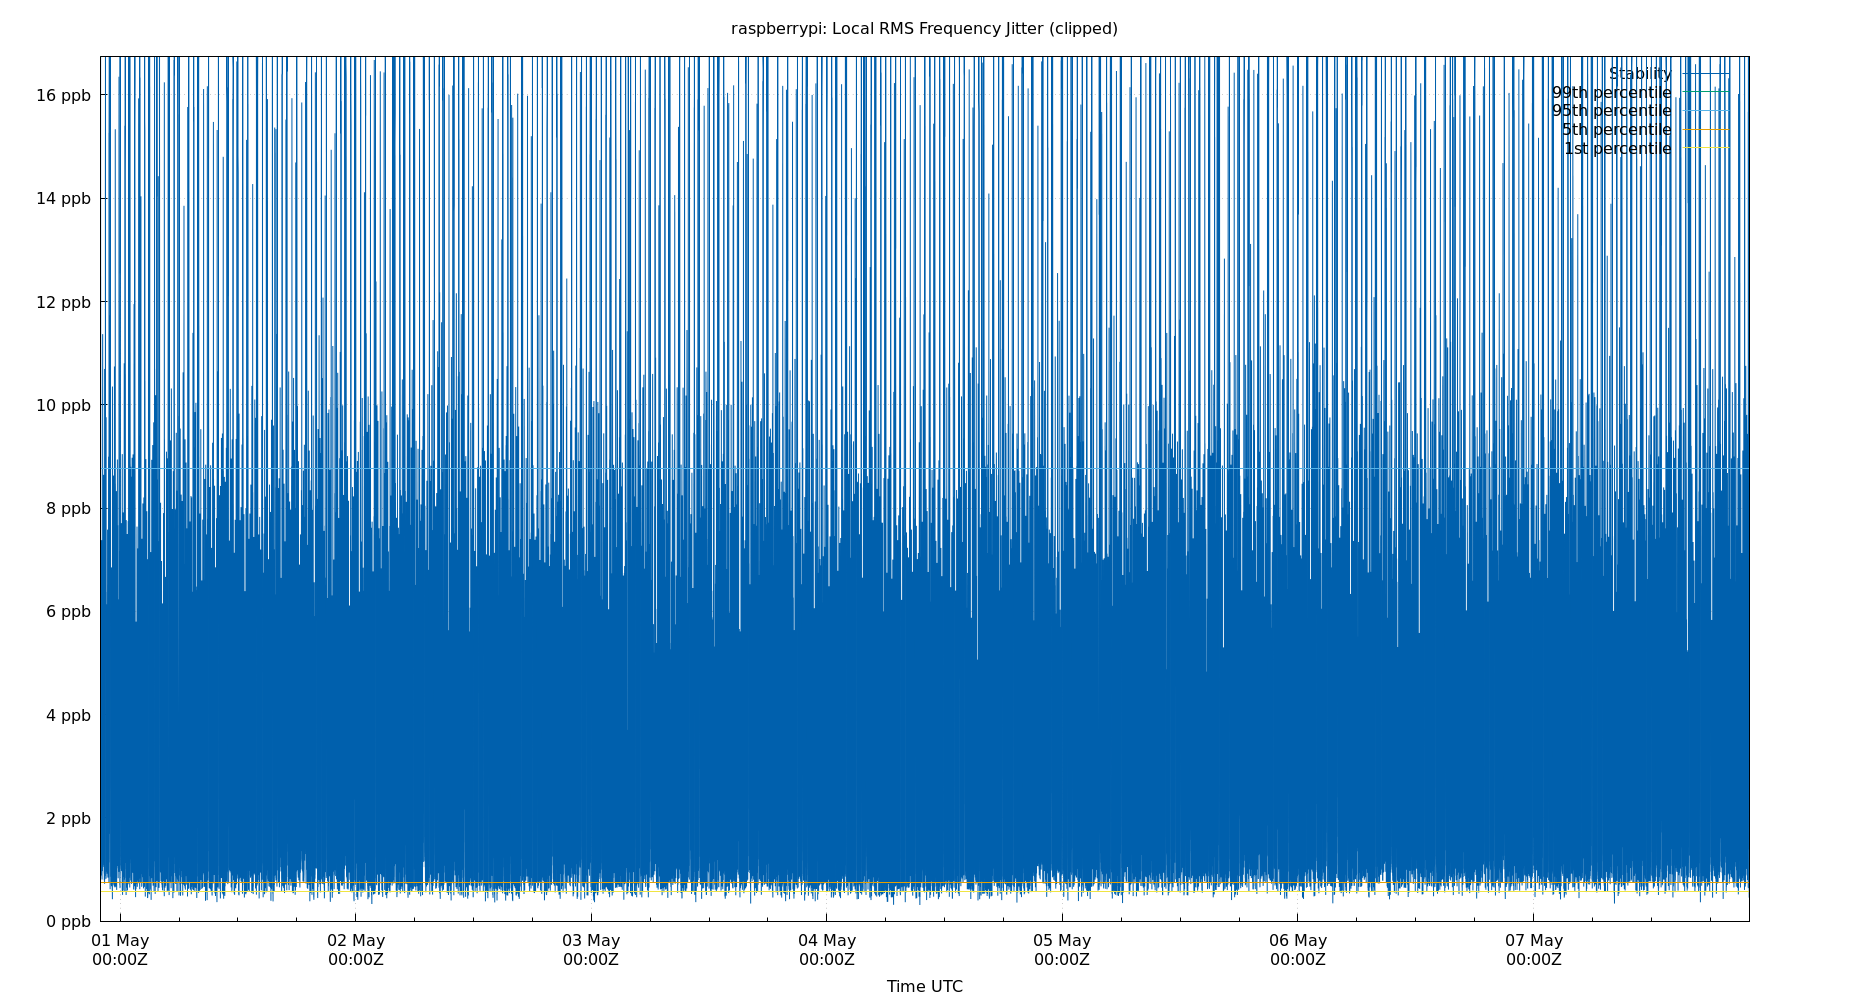 raspberrypi: Local RMS Frequency Jitter (clipped)
16 ppb
14 ppb
12 ppb
10 ppb
8 ppb
6 ppb
4 ppb
2 ppb
0 ppb
Stability
99th percentile
95th percentile
5th percentile
1st percentile
01 May
00:00Z
02 May
00:00Z
03 May
00:00Z
04 May
00:00Z
05 May
00:00Z
06 May
00:00Z
07 May
00:00Z
Time UTC